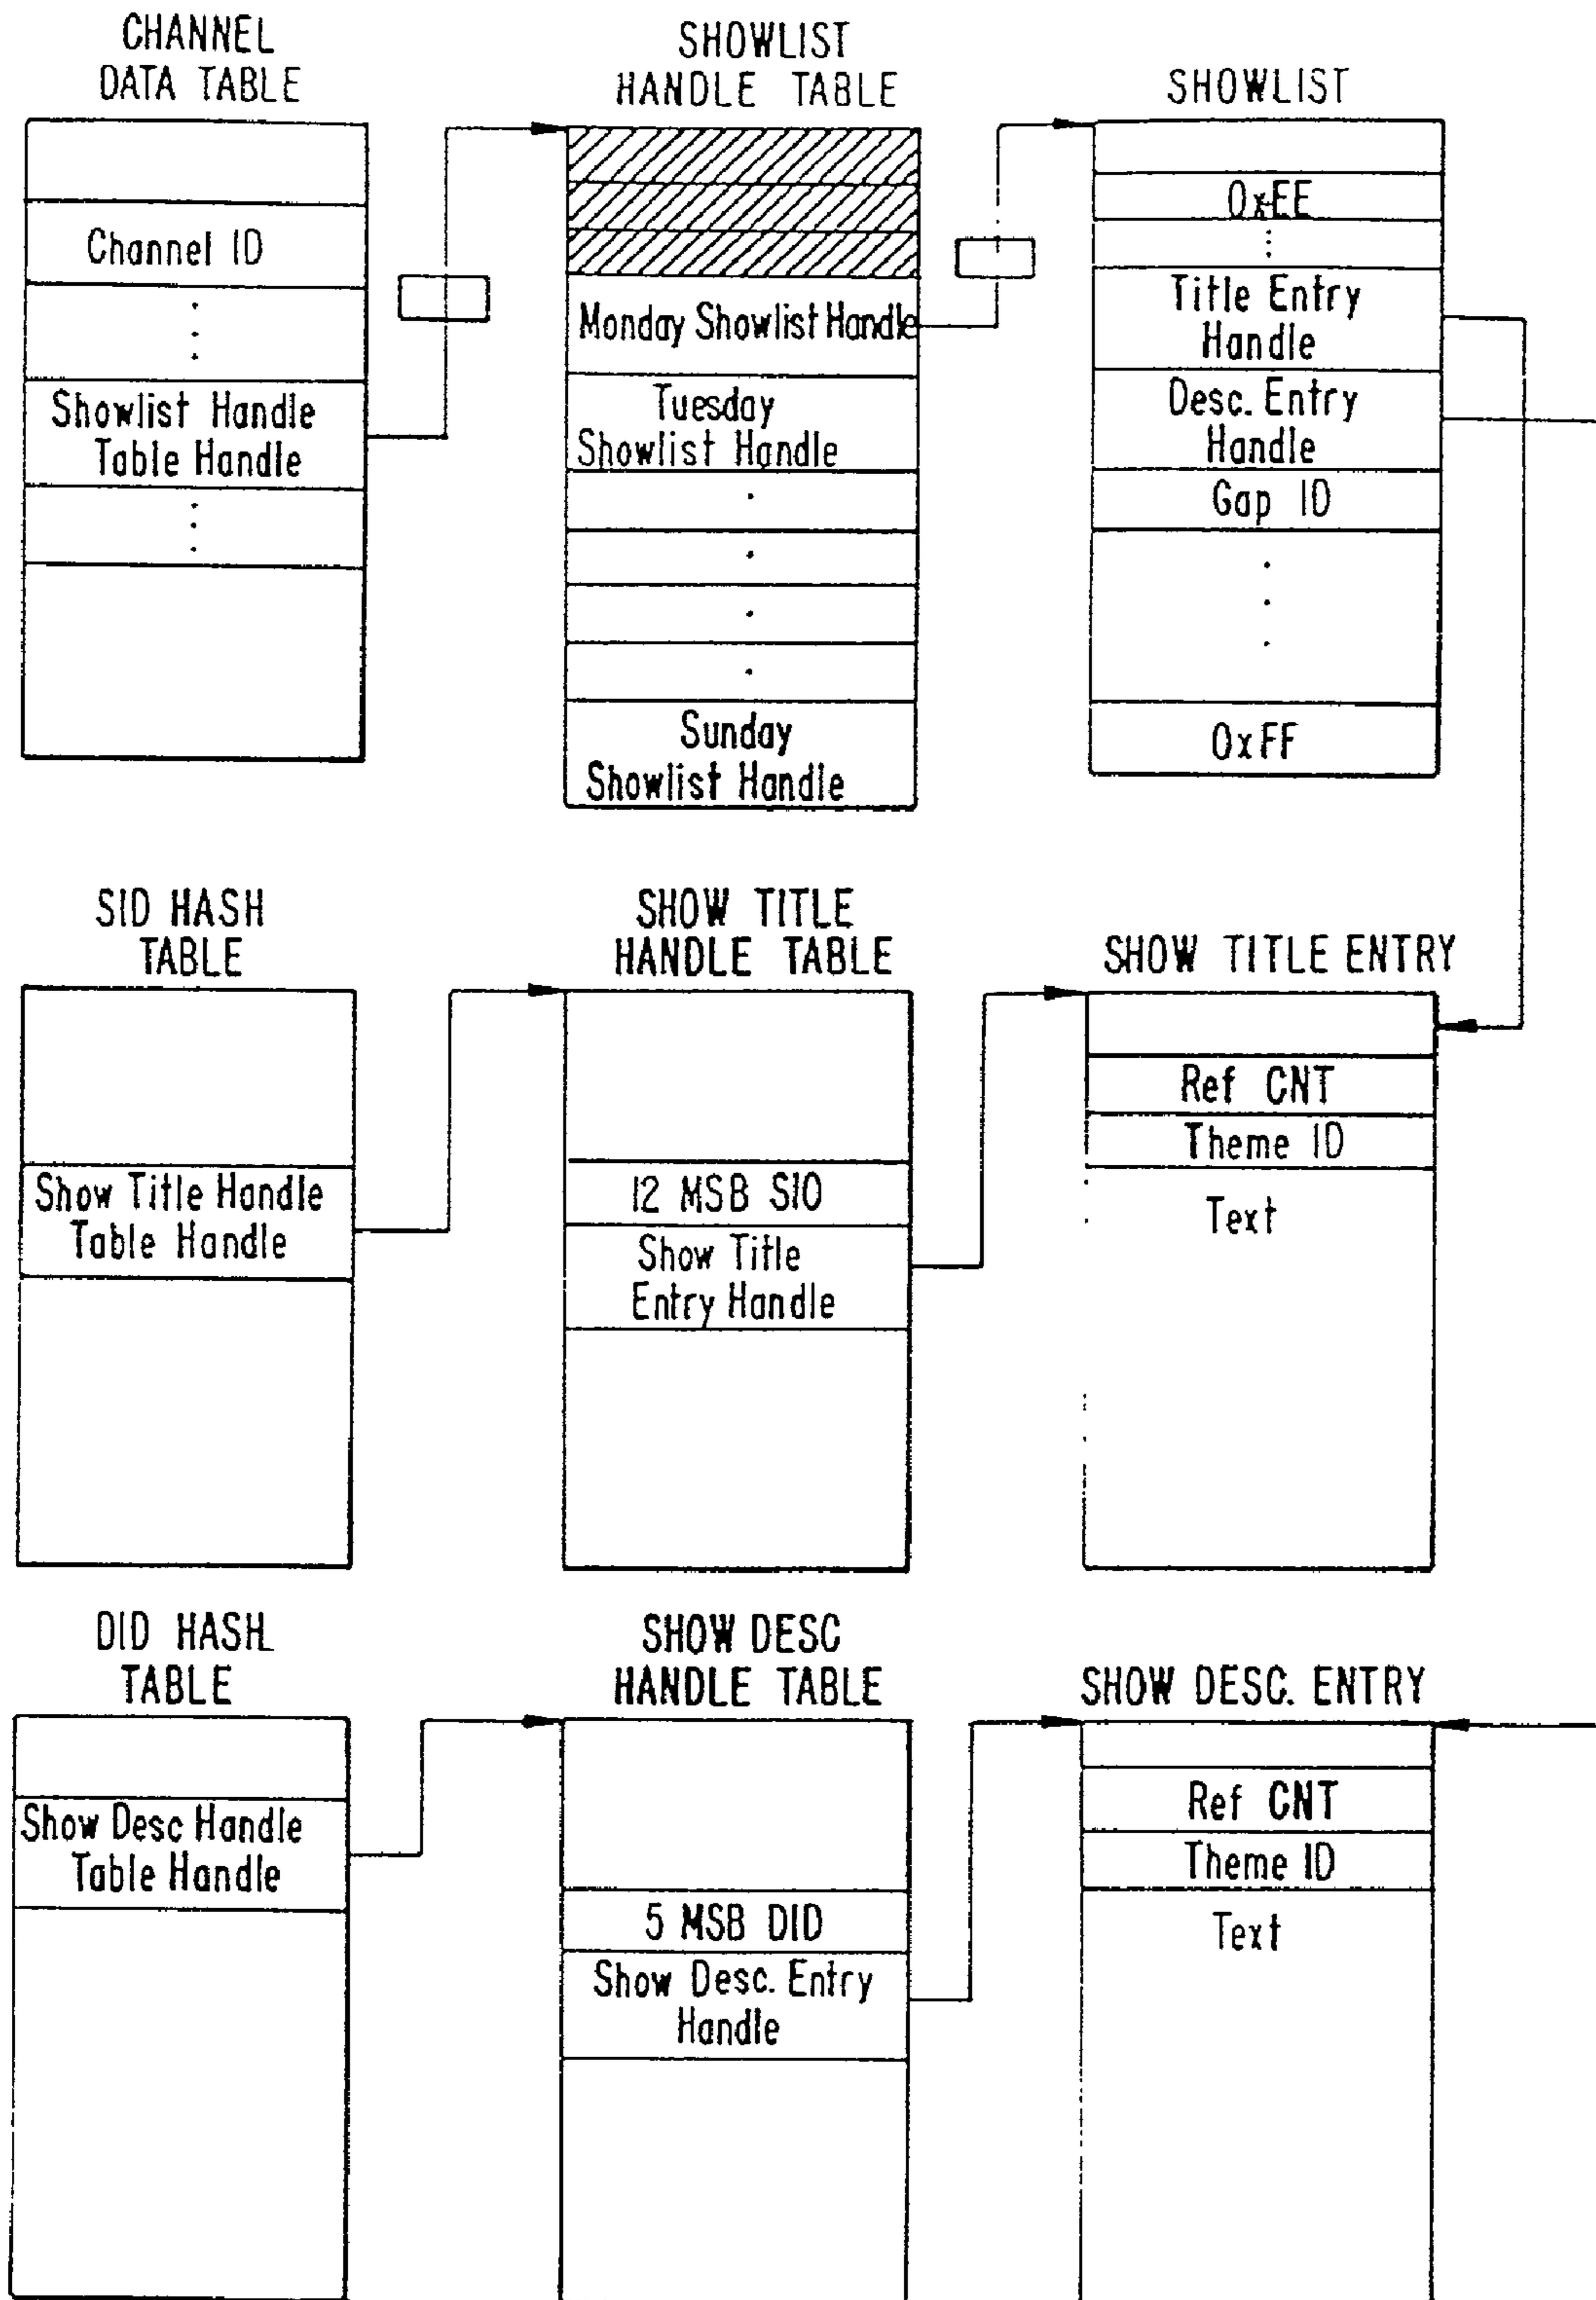 CHANNEL
DATA TABLE
Channel ID
Showlist Handle
Table Handle
SHOWLIST
HANDLE TABLE
Monday Showlist Handle
Tuesday
Showlist Handle
Sunday
Showlist Handle
SHOWLIST
0xEE
Title Entry
Handle
Desc. Entry
Handle
Gap ID
0xFF
SID HASH
TABLE
Show Title Handle
Table Handle
SHOW TITLE
HANDLE TABLE
12 MSB SID
Show Title
Entry Handle
SHOW TITLE ENTRY
Ref CNT
Theme ID
Text
DID HASH
TABLE
Show Desc Handle
Table Handle
SHOW DESC
HANDLE TABLE
5 MSB DID
Show Desc. Entry
Handle
SHOW DESC. ENTRY
Ref CNT
Theme ID
Text